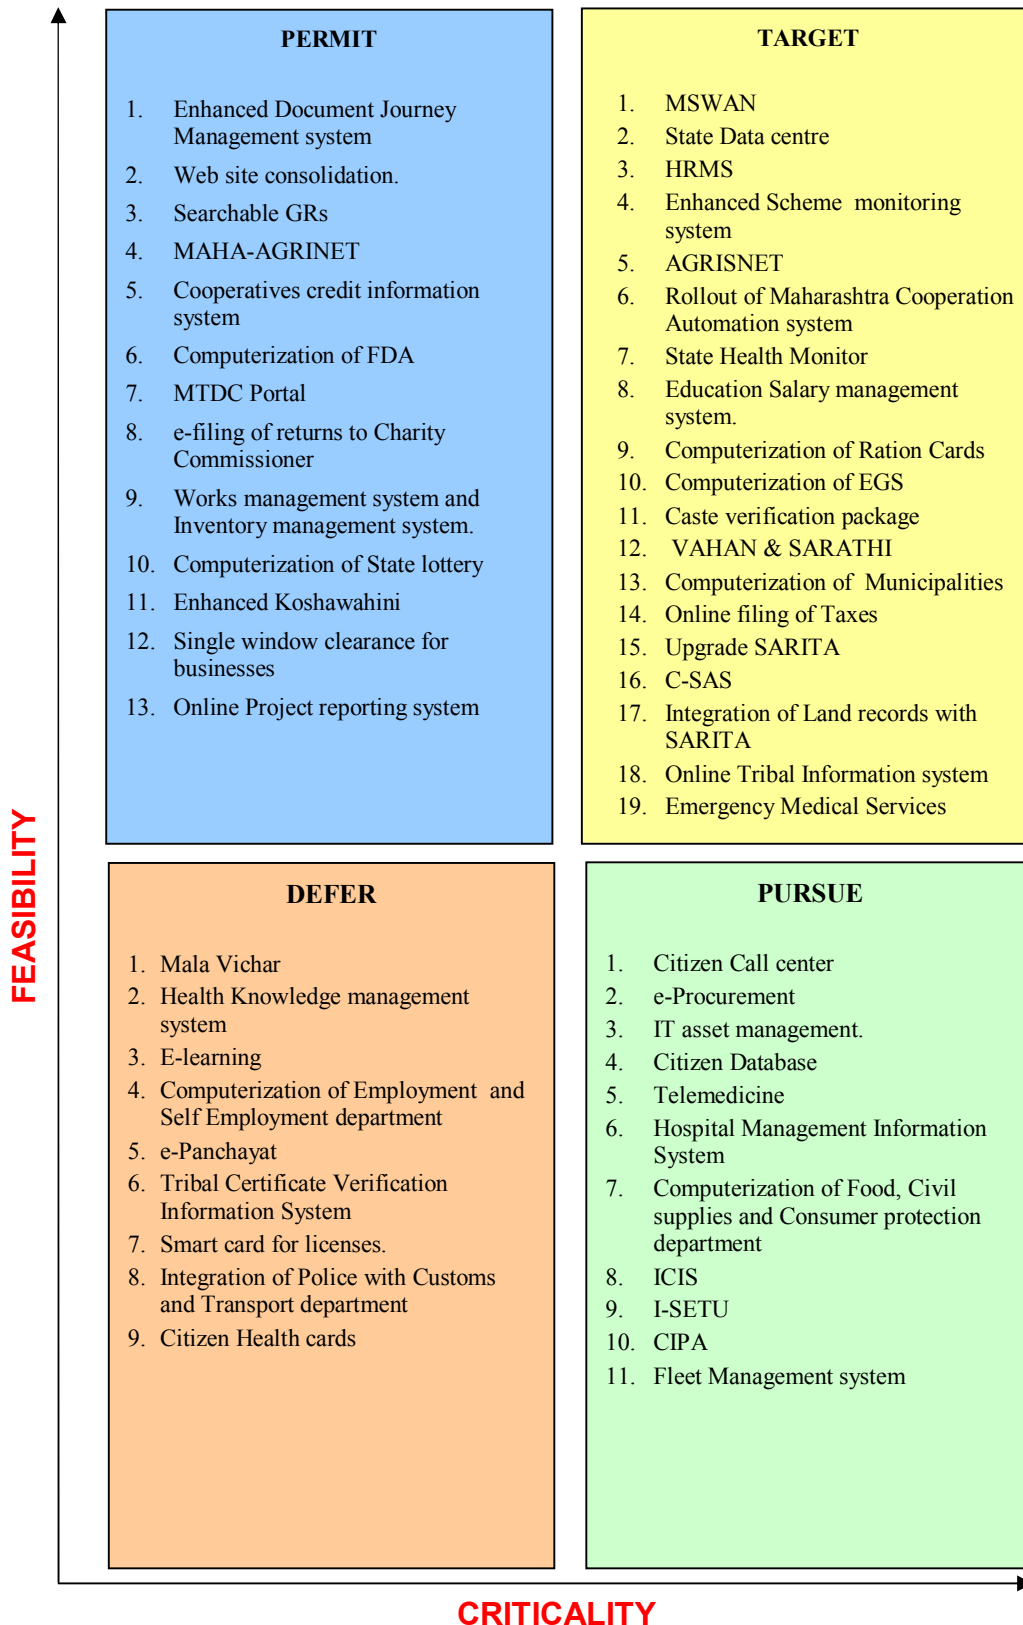 PERMIT
1. Enhanced Document Journey
Management system
2. Web site consolidation.
3. Searchable GRs
4. MAHA-AGRINET
5. Cooperatives credit information
system
6. Computerization of FDA
7. MTDC Portal
8. e-filing of returns to Charity
Commissioner
9. Works management system and
Inventory management system.
10. Computerization of State lottery
11. Enhanced Koshawahini
12. Single window clearance for
businesses
13. Online Project reporting system
TARGET
1. MSWAN
2. State Data centre
3. HRMS
4. Enhanced Scheme monitoring
system
5. AGRISNET
6. Rollout of Maharashtra Cooperation
Automation system
7. State Health Monitor
8. Education Salary management
system.
9. Computerization of Ration Cards
10. Computerization of EGS
11. Caste verification package
12. VAHAN & SARATHI
13. Computerization of Municipalities
14. Online filing of Taxes
15. Upgrade SARITA
16. C-SAS
17. Integration of Land records with
SARITA
18. Online Tribal Information system
19. Emergency Medical Services
FEASIBILITY
DEFER
1. Mala Vichar
2. Health Knowledge management
system
3. E-learning
4. Computerization of Employment and
Self Employment department
5. e-Panchayat
6. Tribal Certificate Verification
Information System
7. Smart card for licenses.
8. Integration of Police with Customs
and Transport department
9. Citizen Health cards
PURSUE
1. Citizen Call center
2. e-Procurement
3. IT asset management.
4. Citizen Database
5. Telemedicine
6. Hospital Management Information
System
7. Computerization of Food, Civil
supplies and Consumer protection
department
8. ICIS
9. I-SETU
10. CIPA
11. Fleet Management system
CRITICALITY